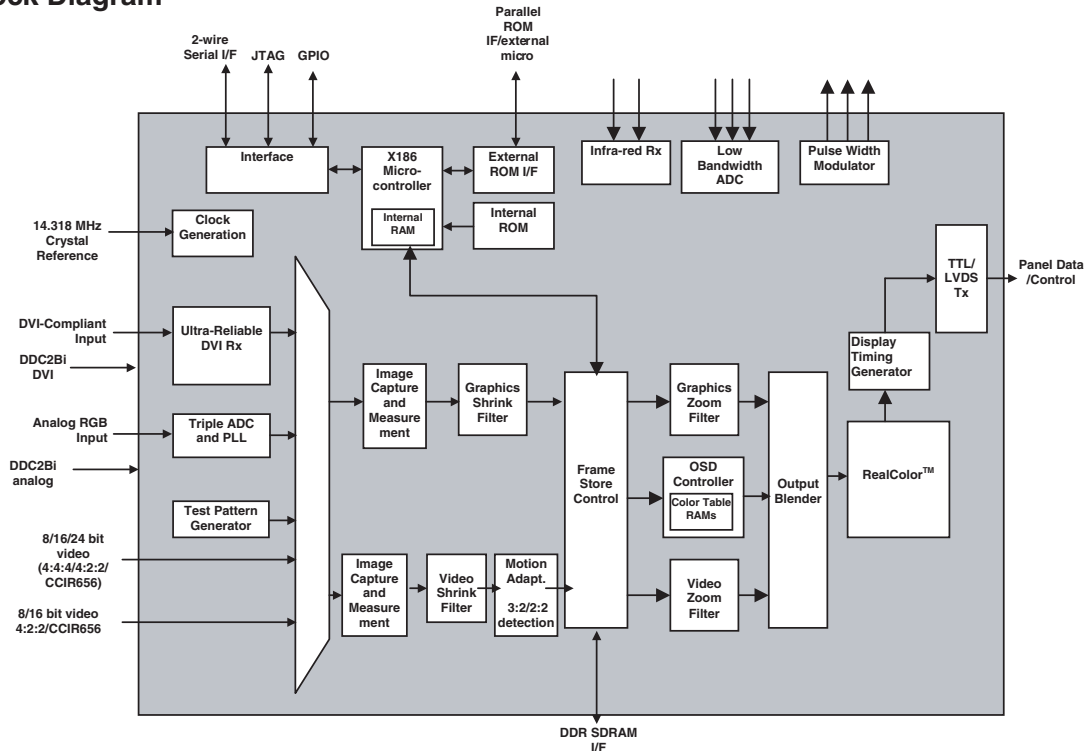 Parallel
ROM
IF/external
micro
2-wire
Serial I/F
JTAG
GPIO
Interface
X186
Micro-
controller
Internal
RAM
External
ROM I/F
Internal
ROM
Infra-red Rx
Low
Bandwidth
ADC
Pulse Width
Modulator
14.318 MHz
Crystal
Reference
Clock
Generation
TTL/
LVDS
Tx
Panel Data
/Control
DVI-Compliant
Input
Ultra-Reliable
DVI Rx
DDC2Bi
DVI
Display
Timing
Generator
Image
Capture
and
Measure
ment
Graphics
Shrink
Filter
Frame
Store
Control
Graphics
Zoom
Filter
Analog RGB
Input
Triple ADC
and PLL
DDC2Bi
analog
OSD
Controller
Color Table
RAMs
Output
Blender
RealColor™
Test Pattern
Generator
8/16/24 bit
video
(4:4:4/4:2:2/
CCIR656)
8/16 bit video
4:2:2/CCIR656
Image
Capture
and
Measure
ment
Video
Shrink
Filter
Motion
Adapt.
3:2/2:2
detection
Video
Zoom
Filter
DDR SDRAM
I/F